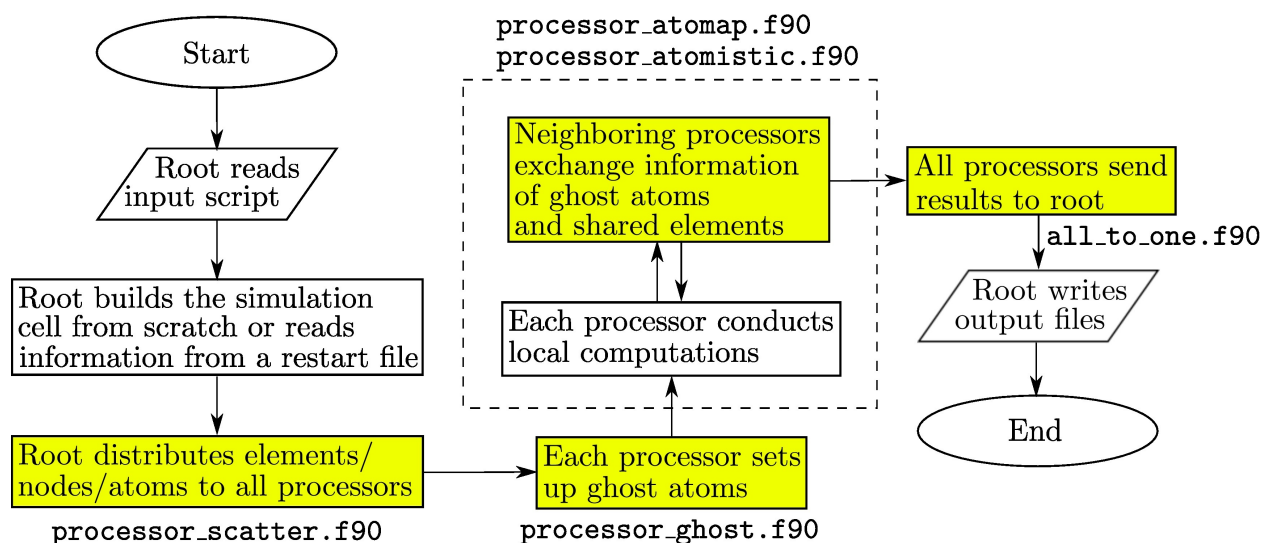 Start
Root reads
input script
Root builds the simulation
cell from scratch or reads
information from a restart file
Root distributes elements/
nodes/atoms to all processors
processor_scatter.f90
Each processor sets
up ghost atoms
processor_ghost.f90
processor_atomap.f90
processor_atomistic.f90
Each processor conducts
local computations
Neighboring processors
exchange information
of ghost atoms
and shared elements
All processors send
results to root
all_to_one.f90
Root writes
output files
End